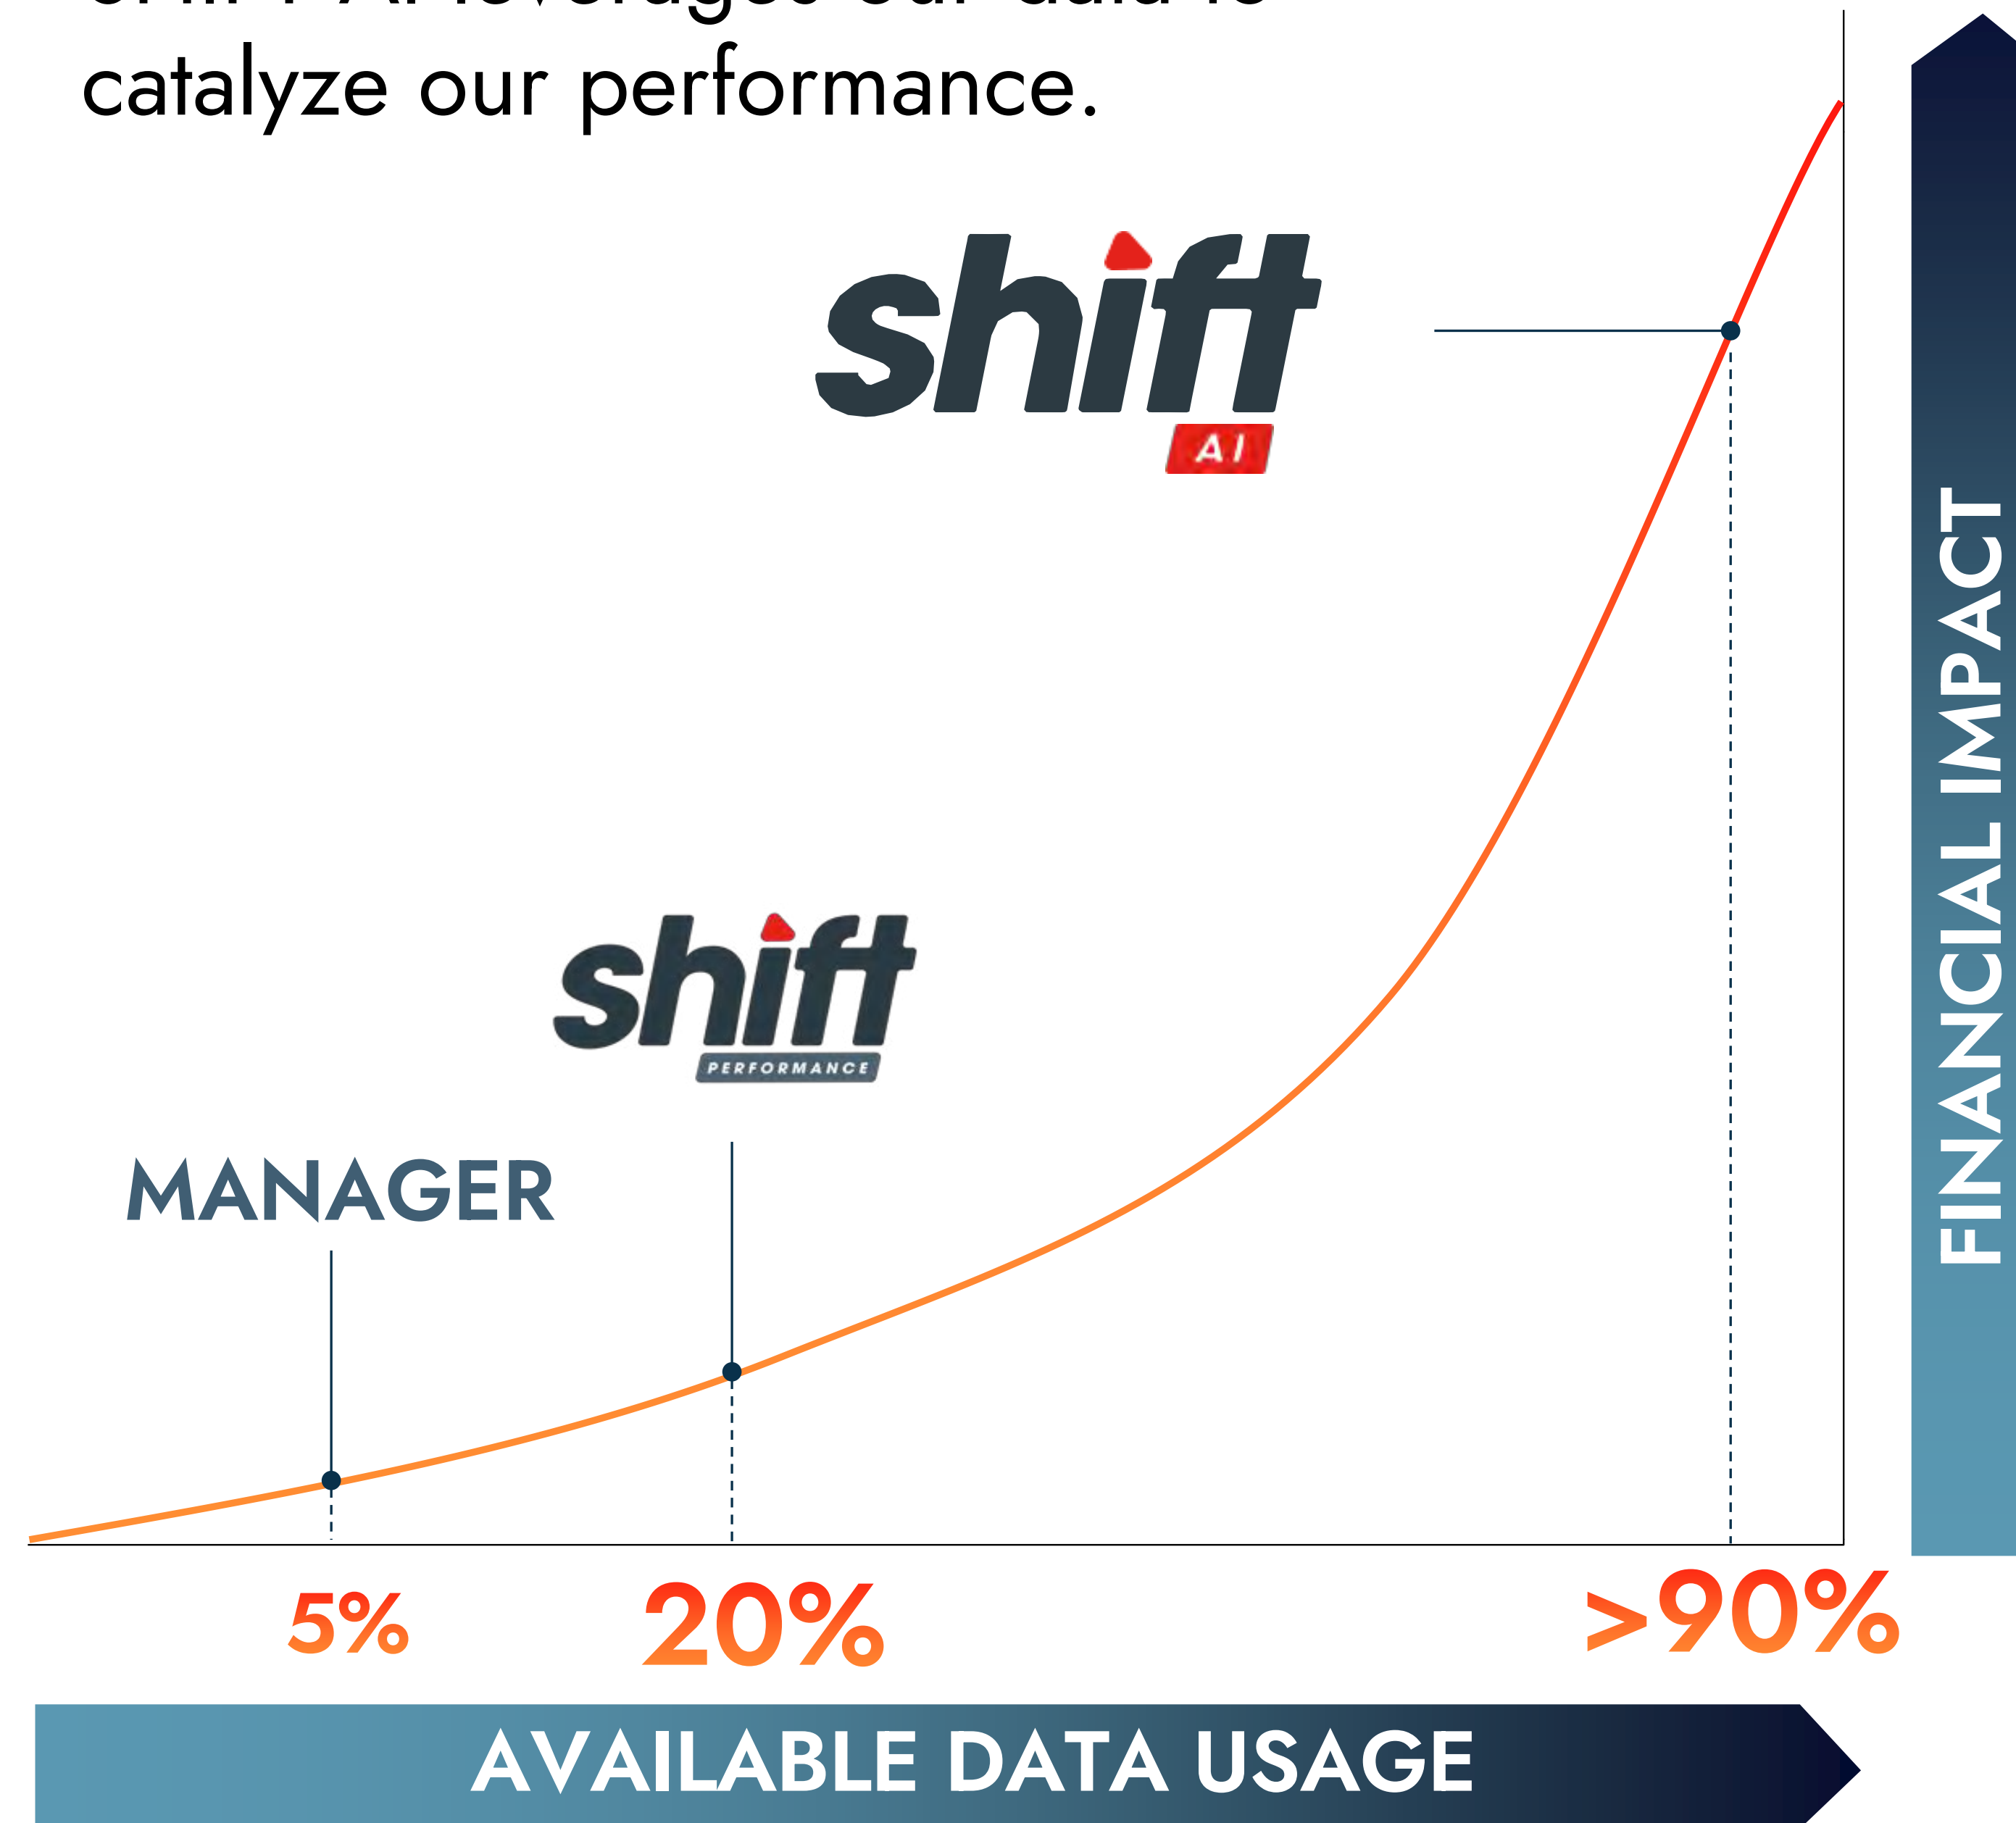 catalyze our performance.
shift
AI
shift
PERFORMANCE
MANAGER
FINANCIAL IMPACT
5%
20%
>90%
AVAILABLE DATA USAGE